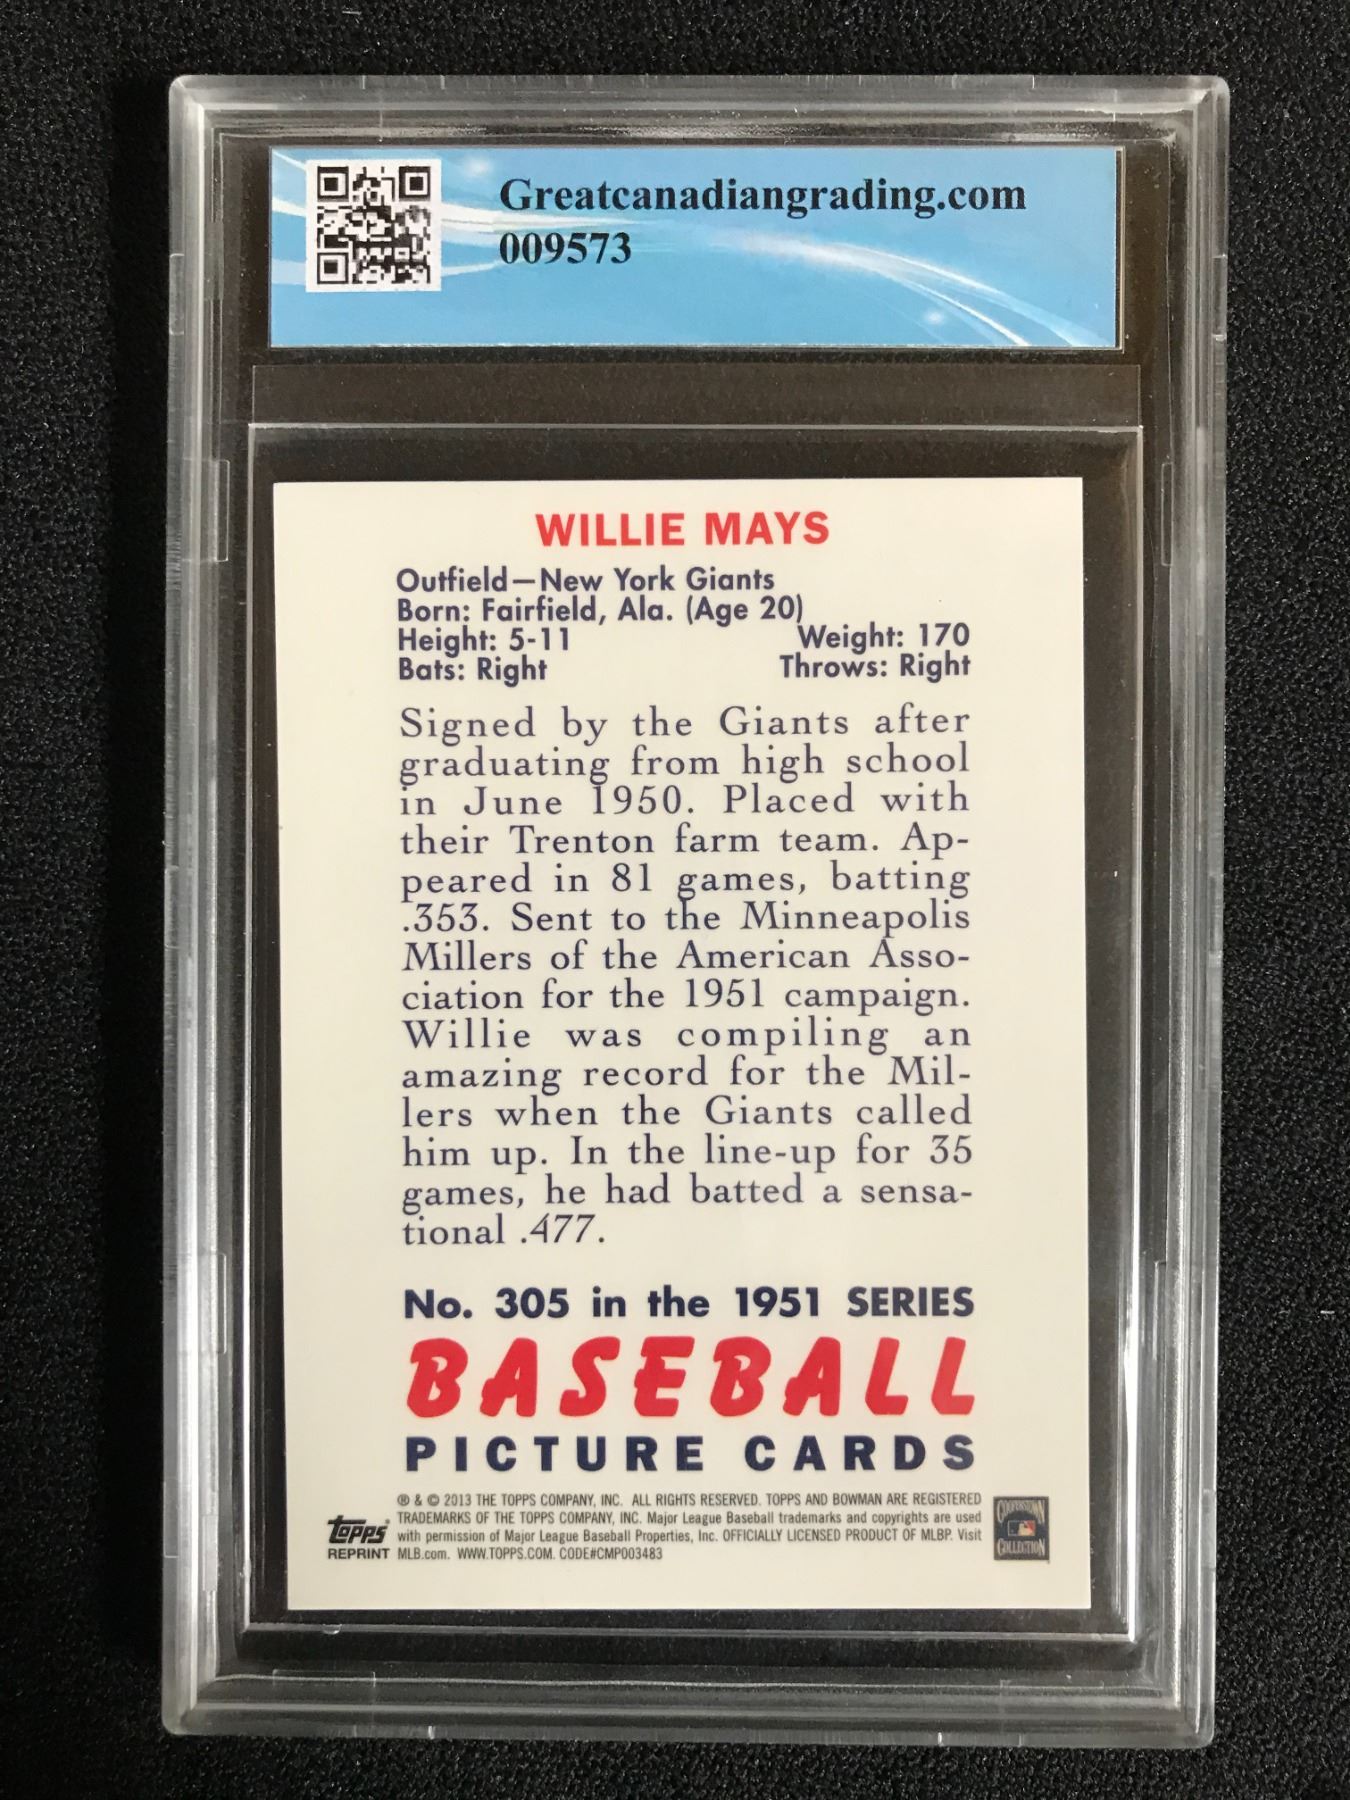 Greatcanadiangrading.com
009573
WILLIE MAYS
Outfield—New York Giants
Born: Fairfield, Ala. (Age 20)
Height: 5-11 Weight: 170
Bats: Right Throws: Right
Signed by the Giants after
graduating from high school
in June 1950. Placed with
their Trenton farm team. Ap-
peared in 81 games, batting
.353. Sent to the Minneapolis
Millers of the American Asso-
ciation for the 1951 campaign.
Willie was compiling an
amazing record for the Mil-
lers when the Giants called
him up. In the line-up for 35
games, he had batted a sensa-
tional .477.
No. 305 in the 1951 SERIES
BASEBALL
PICTURE CARDS
® & © 2013 THE TOPPS COMPANY, INC. ALL RIGHTS RESERVED. TOPPS AND BOWMAN ARE REGISTERED
TRADEMARKS OF THE TOPPS COMPANY, INC. Major League Baseball trademarks and copyrights are used
with permission of Major League Baseball Properties, Inc. OFFICIALLY LICENSED PRODUCT OF MLBP. Visit
MLB.com. WWW.TOPPS.COM. CODE#CMP003483
topps
REPRINT
COOPERSTOWN
COLLECTION